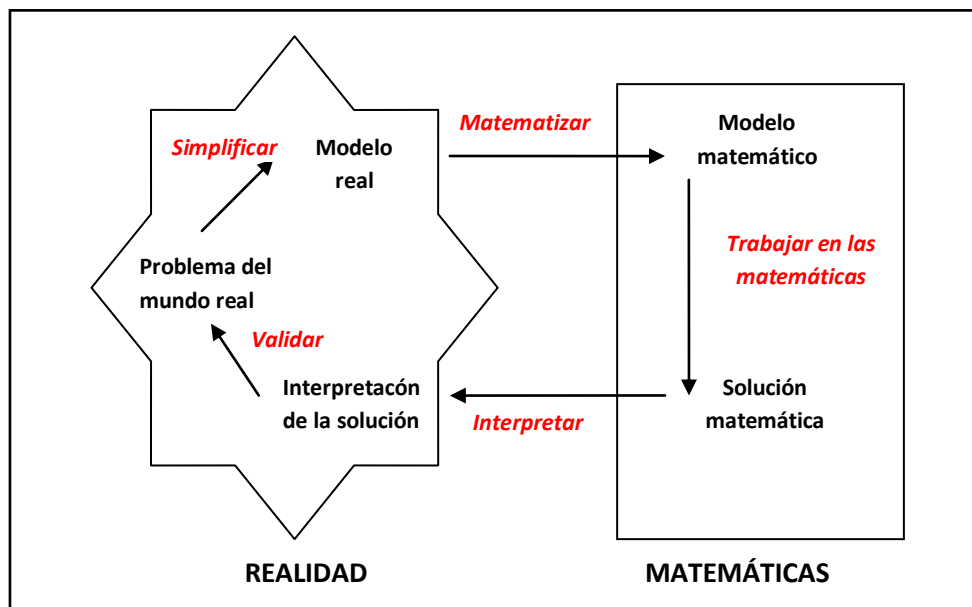 Simplificar
Modelo
real
Matematizar
Modelo
matemático
Trabajar en las
matemáticas
Problema del
mundo real
Validar
Interpretacón
de la solución
Interpretar
Solución
matemática
REALIDAD
MATEMÁTICAS